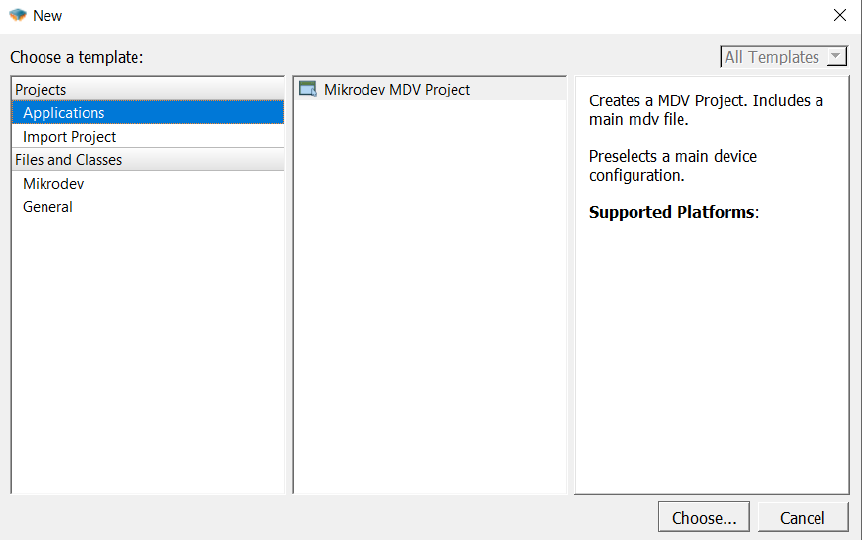 New
Choose a template:
All Templates
Projects
Applications
Import Project
Files and Classes
Mikrodev
General
Mikrodev MDV Project
Creates a MDV Project. Includes a
main mdv file.
Preselects a main device
configuration.
Supported Platforms:
Choose...
Cancel